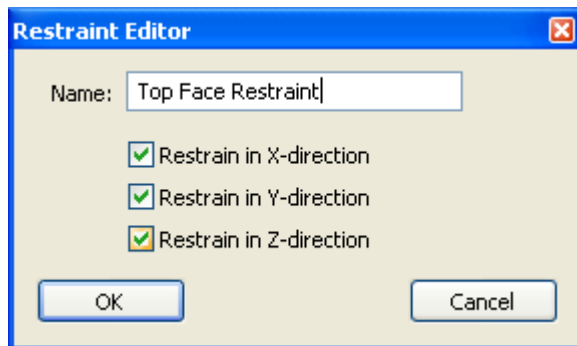 Restraint Editor
Name: Top Face Restraint
Restrain in X-direction
Restrain in Y-direction
Restrain in Z-direction
OK Cancel